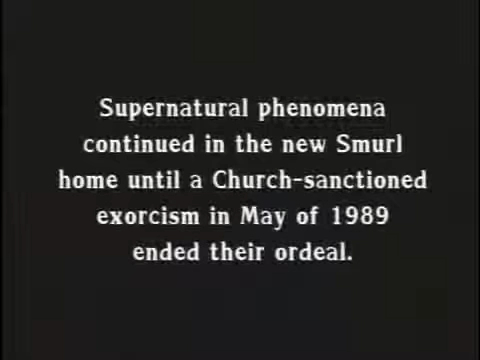 Supernatural phenomena
continued in the new Smurl
home until a Church-sanctioned
exorcism in May of 1989
ended their ordeal.